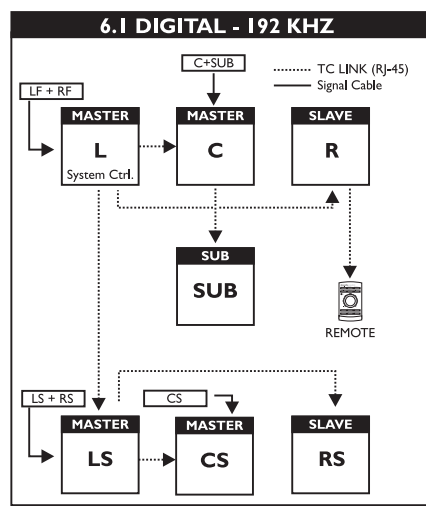 6.1 DIGITAL - 192 KHZ
C+SUB
TC LINK (RJ-45)
LF + RF
Signal Cable
MASTER
MASTER
SLAVE
L
C
R
System Ctrl.
SUB
SUB
REMOTE
LS + RS
CS
MASTER
MASTER
SLAVE
LS
CS
RS